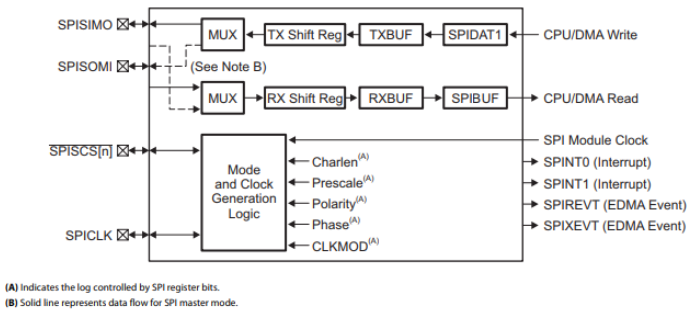 SPISIMO
MUX
TX Shift Reg
TXBUF
SPIDAT1
CPU/DMA Write
SPISOMI
(See Note B)
MUX
RX Shift Reg
RXBUF
SPIBUF
CPU/DMA Read
SPISCS[n]
SPI Module Clock
Mode
and Clock
Generation
Logic
Charlen(A)
Prescale(A)
Polarity(A)
Phase(A)
CLKMOD(A)
SPINT0 (Interrupt)
SPINT1 (Interrupt)
SPIREVT (EDMA Event)
SPIXEVT (EDMA Event)
SPICLK
(A) Indicates the log controlled by SPI register bits.
(B) Solid line represents data flow for SPI master mode.